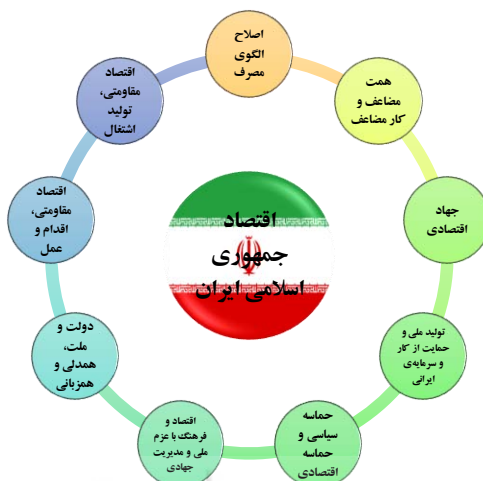 اصلاح
الگوی
مصرف
همت
مضاعف و
کار مضاعف
جهاد
اقتصادی
تولید ملی و
حمایت از کار
و سرمایه‌ی
ایرانی
حماسه
سیاسی و
حماسه
اقتصادی
اقتصاد و
فرهنگ با عزم
ملی و مدیریت
جهادی
دولت و
ملت،
همدلی و
همزبانی
اقتصاد
مقاومتی،
اقدام و
عمل
اقتصاد
مقاومتی،
تولید
اشتغال
اقتصاد
جمهوری
اسلامی ایران